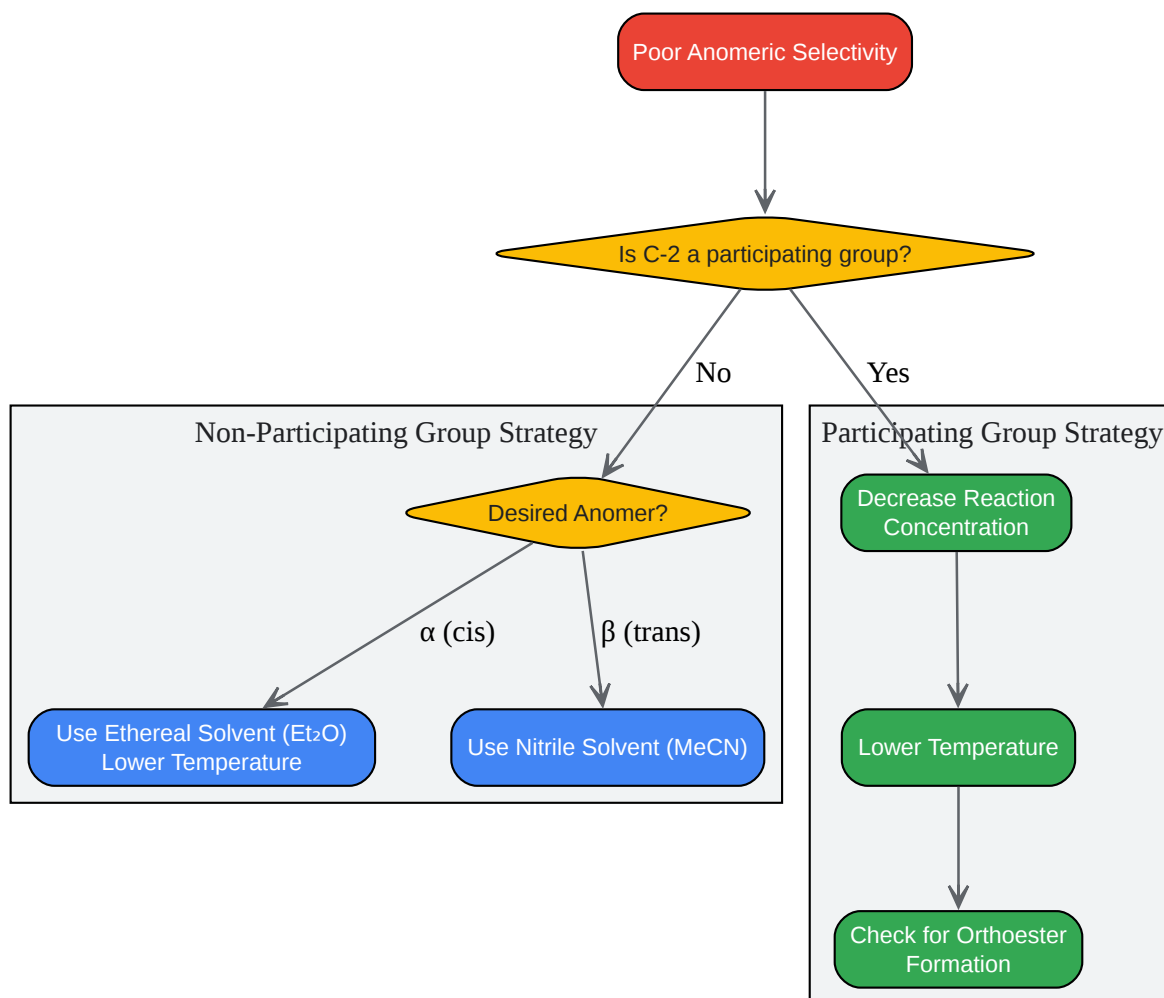 Poor Anomeric Selectivity
Is C-2 a participating group?
No
Yes
Non-Participating Group Strategy
Participating Group Strategy
Desired Anomer?
Decrease Reaction
Concentration
α (cis)
β (trans)
Use Ethereal Solvent (Et₂O)
Lower Temperature
Use Nitrile Solvent (MeCN)
Lower Temperature
Check for Orthoester
Formation